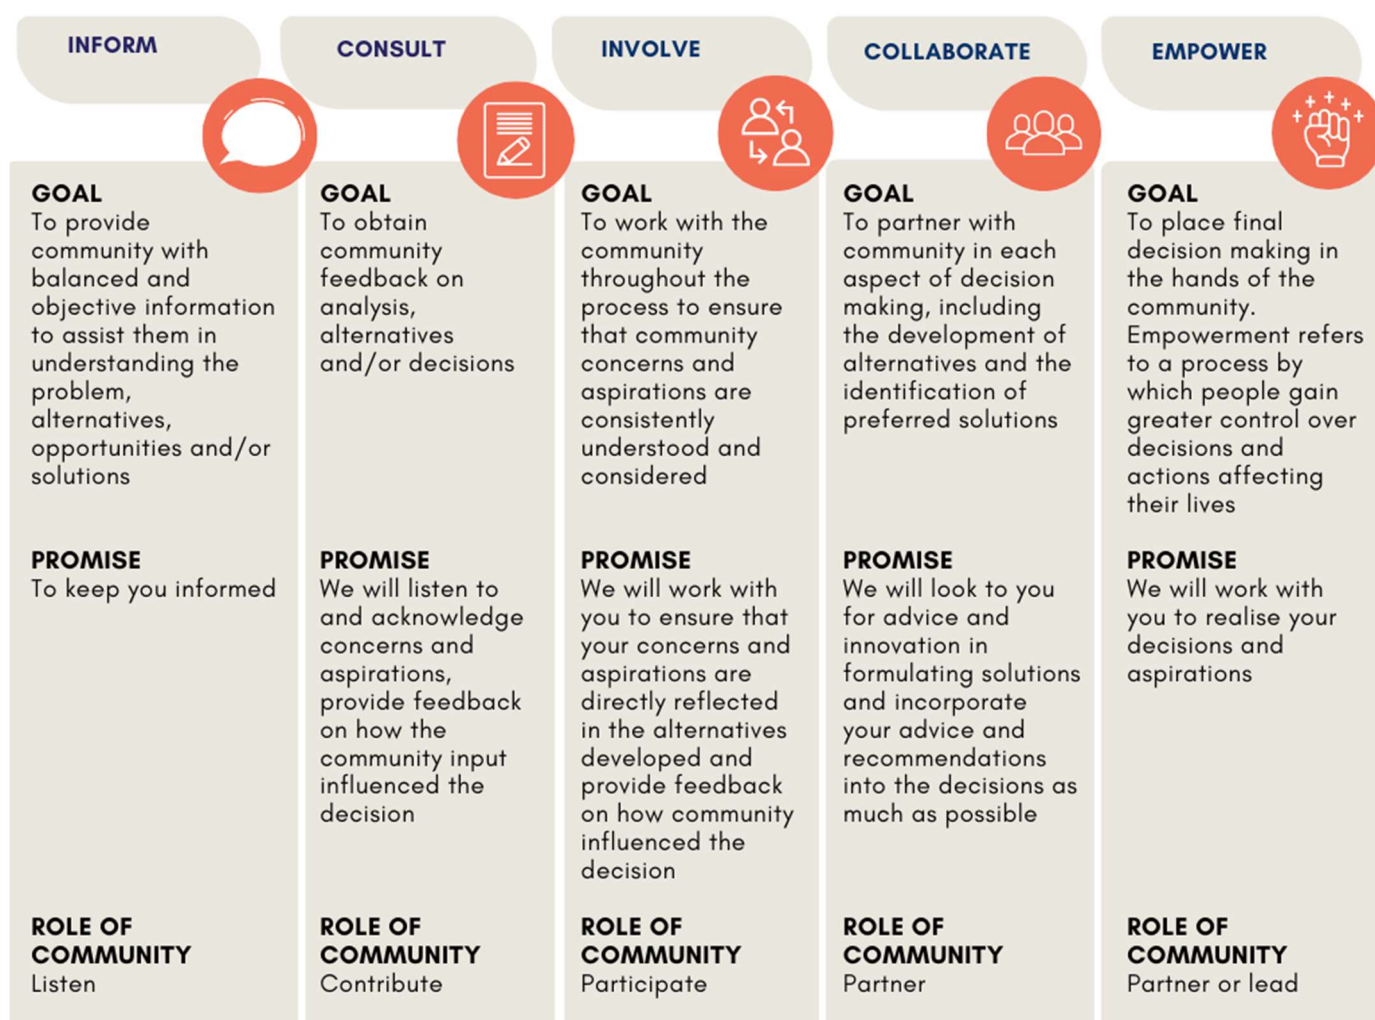 INFORM
CONSULT
INVOLVE
COLLABORATE
EMPOWER
GOAL
To provide
community with
balanced and
objective information
to assist them in
understanding the
problem,
alternatives,
opportunities and/or
solutions
PROMISE
To keep you informed
ROLE OF
COMMUNITY
Listen
GOAL
To obtain
community
feedback on
analysis,
alternatives
and/or decisions
PROMISE
We will listen to
and acknowledge
concerns and
aspirations,
provide feedback
on how the
community input
influenced the
decision
ROLE OF
COMMUNITY
Contribute
GOAL
To work with the
community
throughout the
process to ensure
that community
concerns and
aspirations are
consistently
understood and
considered
PROMISE
We will work with
you to ensure that
your concerns and
aspirations are
directly reflected
in the alternatives
developed and
provide feedback
on how community
influenced the
decision
ROLE OF
COMMUNITY
Participate
GOAL
To partner with
community in each
aspect of decision
making, including
the development of
alternatives and the
identification of
preferred solutions
PROMISE
We will look to you
for advice and
innovation in
formulating solutions
and incorporate
your advice and
recommendations
into the decisions as
much as possible
ROLE OF
COMMUNITY
Partner
GOAL
To place final
decision making in
the hands of the
community.
Empowerment refers
to a process by
which people gain
greater control over
decisions and
actions affecting
their lives
PROMISE
We will work with
you to realise your
decisions and
aspirations
ROLE OF
COMMUNITY
Partner or lead